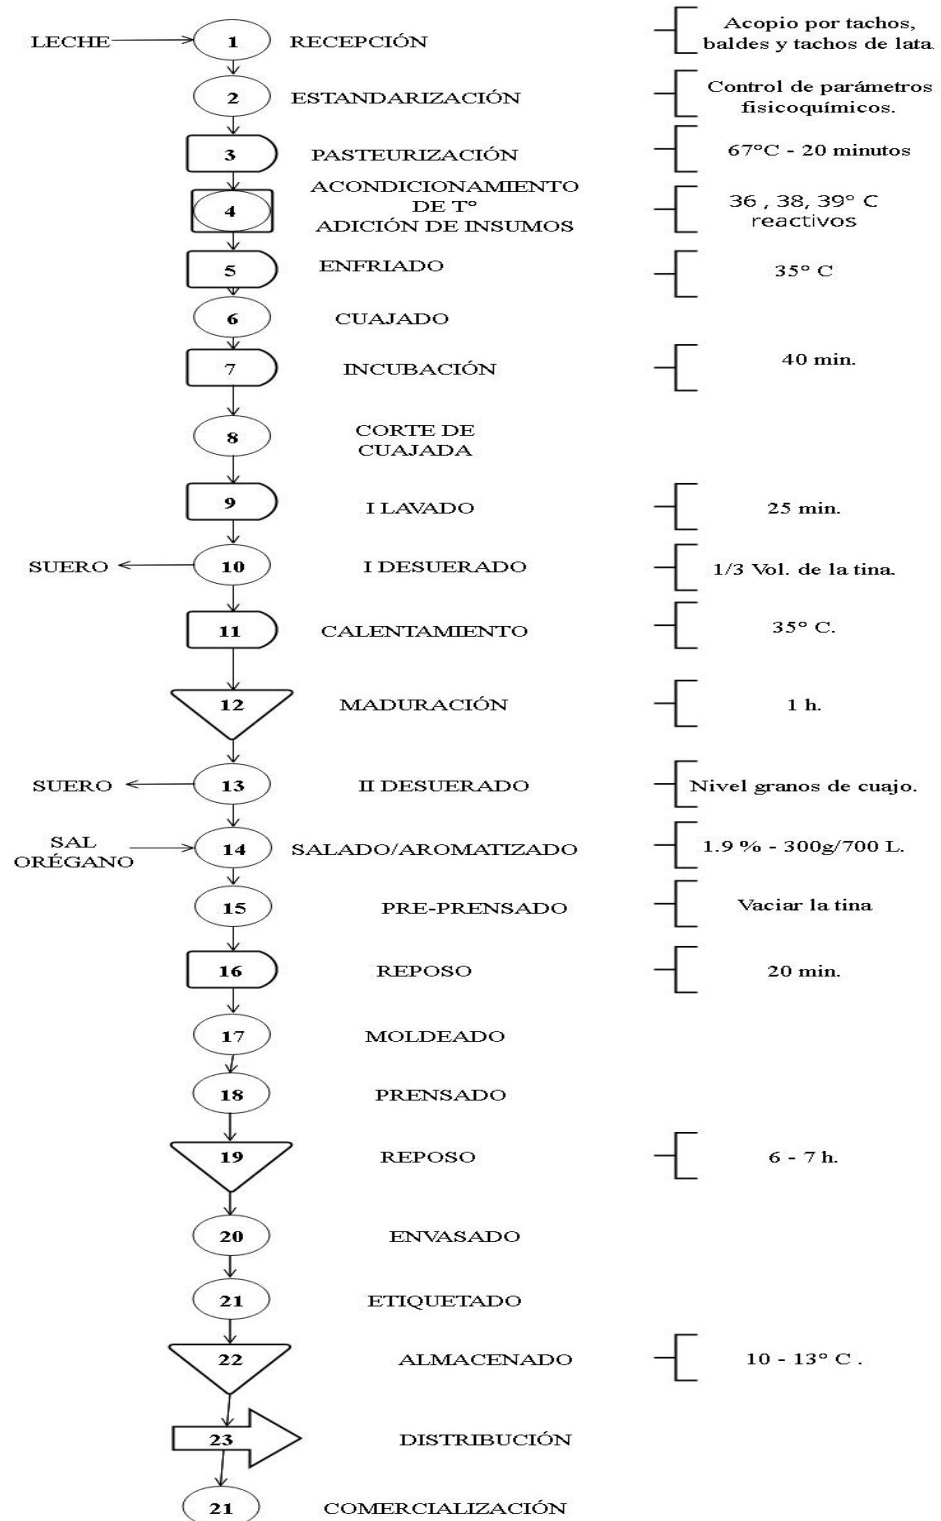 LECHE
1
RECEPCIÓN
Acopio por tachos,
baldes y tachos de lata
2
ESTANDARIZACIÓN
Control de parámetros
fisicoquímicos.
3
PASTEURIZACIÓN
67°C - 20 minutos
4
ACONDICIONAMIENTO
DE T°
ADICIÓN DE INSUMOS
36 , 38, 39° C
reactivos
5
ENFRIADO
35° C
6
CUAJADO
7
INCUBACIÓN
40 min.
8
CORTE DE
CUAJADA
9
I LAVADO
25 min.
SUERO
10
I DESUERADO
1/3 Vol. de la tina.
11
CALENTAMIENTO
35° C.
12
MADURACIÓN
1 h.
SUERO
13
II DESUERADO
Nivel granos de cuajo.
SAL
ORÉGANO
14
SALADO/AROMATIZADO
1.9 % - 300g/700 L.
15
PRE-PRENSADO
Vaciar la tina
16
REPOSO
20 min.
17
MOLDEADO
18
PRENSADO
19
REPOSO
6 - 7 h.
20
ENVASADO
21
ETIQUETADO
22
ALMACENADO
10 - 13° C .
23
DISTRIBUCIÓN
21
COMERCIALIZACIÓN